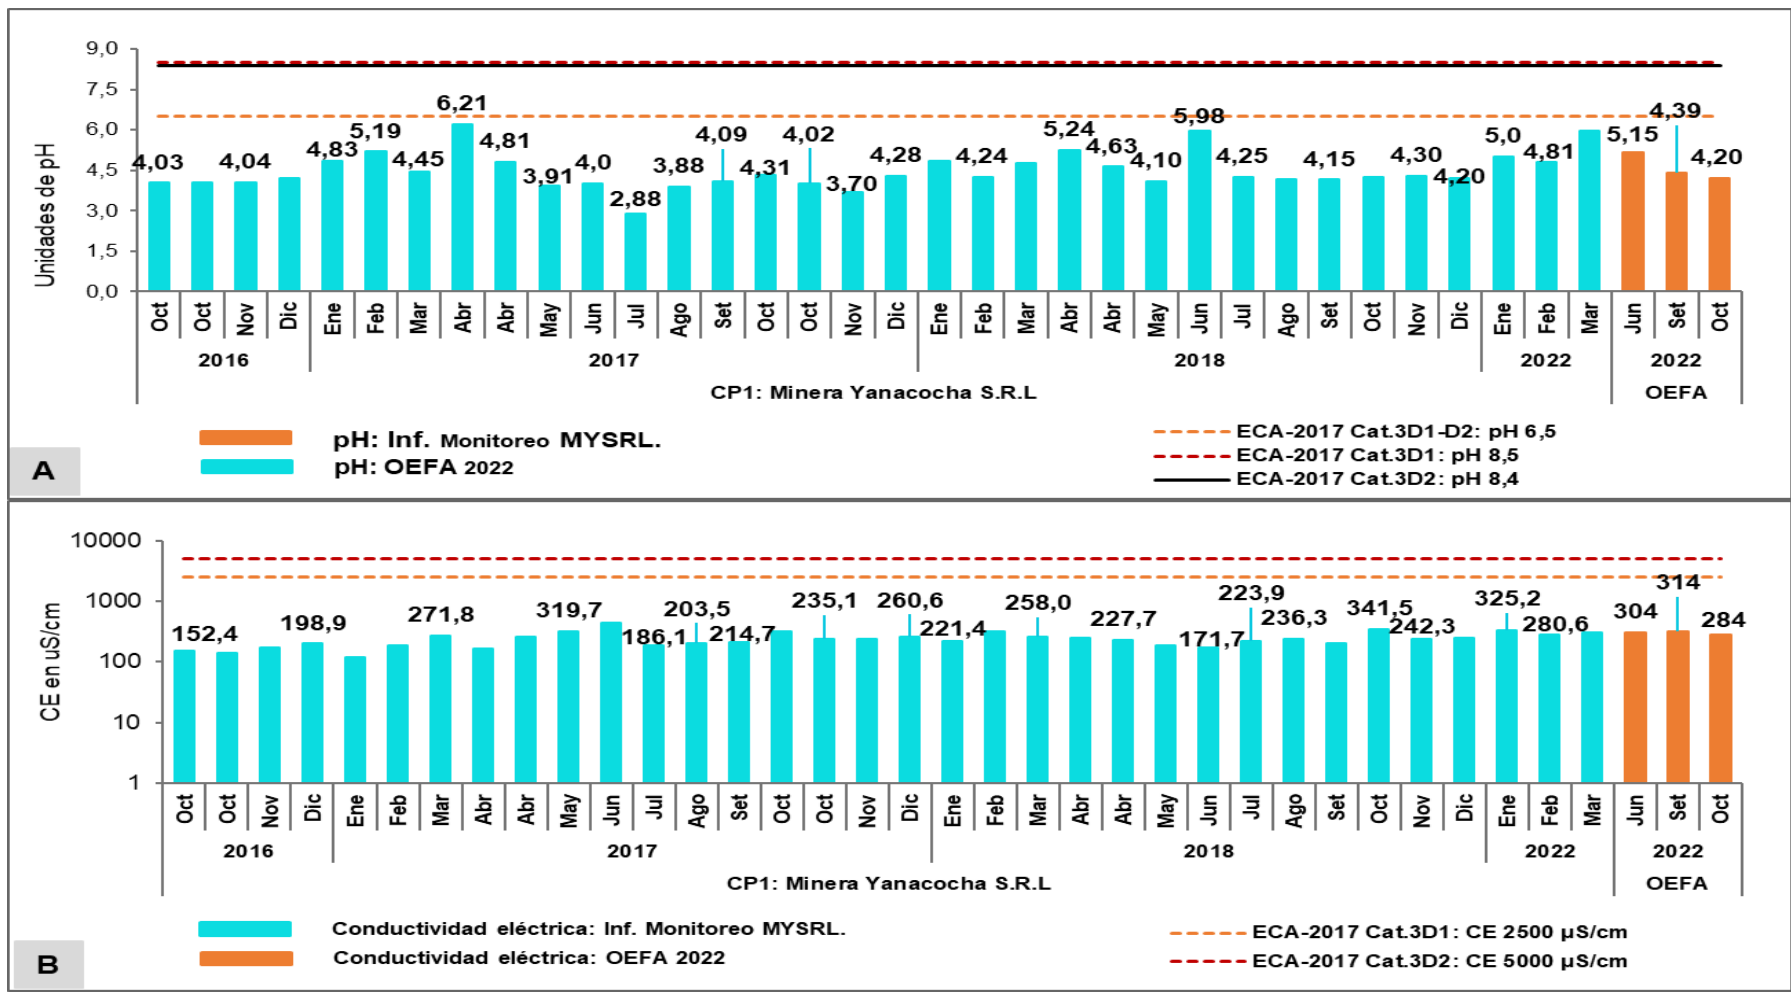 9,0
7,5
6,0
4,5
3,0
1,5
0,0
Unidades de pH
4,03 4,04 4,83 5,19 4,45 6,21 4,81 3,91 4,0 2,88 3,88 4,09 4,31 4,02 3,70 4,28 4,24 5,24 4,63 4,10 5,98 4,25 4,15 4,30 4,20 5,0 4,81 5,15 4,39 4,20
Oct Oct Nov Dic Ene Feb Mar Abr Abr May Jun Jul Ago Set Oct Oct Nov Dic Ene Feb Mar Abr Abr May Jun Jul Ago Set Oct Nov Dic Ene Feb Mar Jun Set Oct
2016 2017 2018 2022 2022
CP1: Minera Yanacocha S.R.L OEFA
pH: Inf. Monitoreo MYSRL.
pH: OEFA 2022
ECA-2017 Cat.3D1-D2: pH 6,5
ECA-2017 Cat.3D1: pH 8,5
ECA-2017 Cat.3D2: pH 8,4
A
10000
1000
100
10
1
CE en uS/cm
152,4 198,9 271,8 319,7 186,1 203,5 214,7 235,1 260,6 221,4 258,0 227,7 171,7 223,9 236,3 341,5 242,3 325,2 280,6 304 314 284
Oct Oct Nov Dic Ene Feb Mar Abr Abr May Jun Jul Ago Set Oct Oct Nov Dic Ene Feb Mar Abr Abr May Jun Jul Ago Set Oct Nov Dic Ene Feb Mar Jun Set Oct
2016 2017 2018 2022 2022
CP1: Minera Yanacocha S.R.L OEFA
Conductividad eléctrica: Inf. Monitoreo MYSRL.
Conductividad eléctrica: OEFA 2022
ECA-2017 Cat.3D1: CE 2500 µS/cm
ECA-2017 Cat.3D2: CE 5000 µS/cm
B